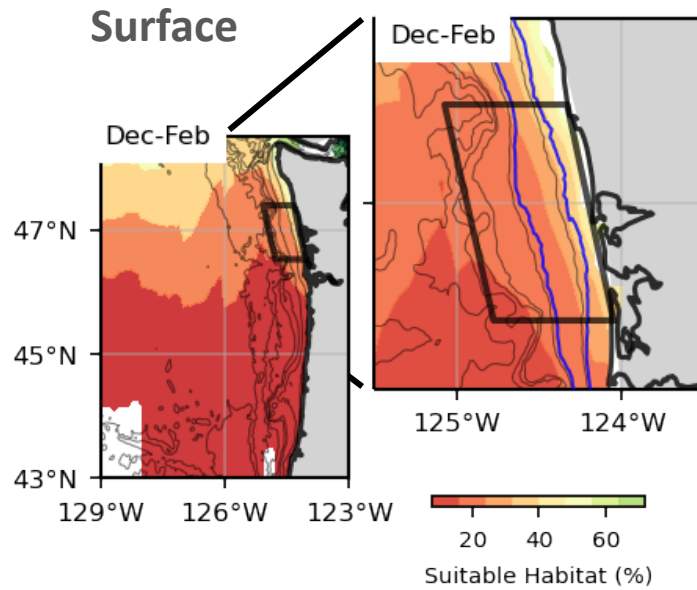 Surface
Dec-Feb
Dec-Feb
47°N
45°N
43°N
129°W 126°W 123°W
125°W 124°W
20 40 60
Suitable Habitat (%)